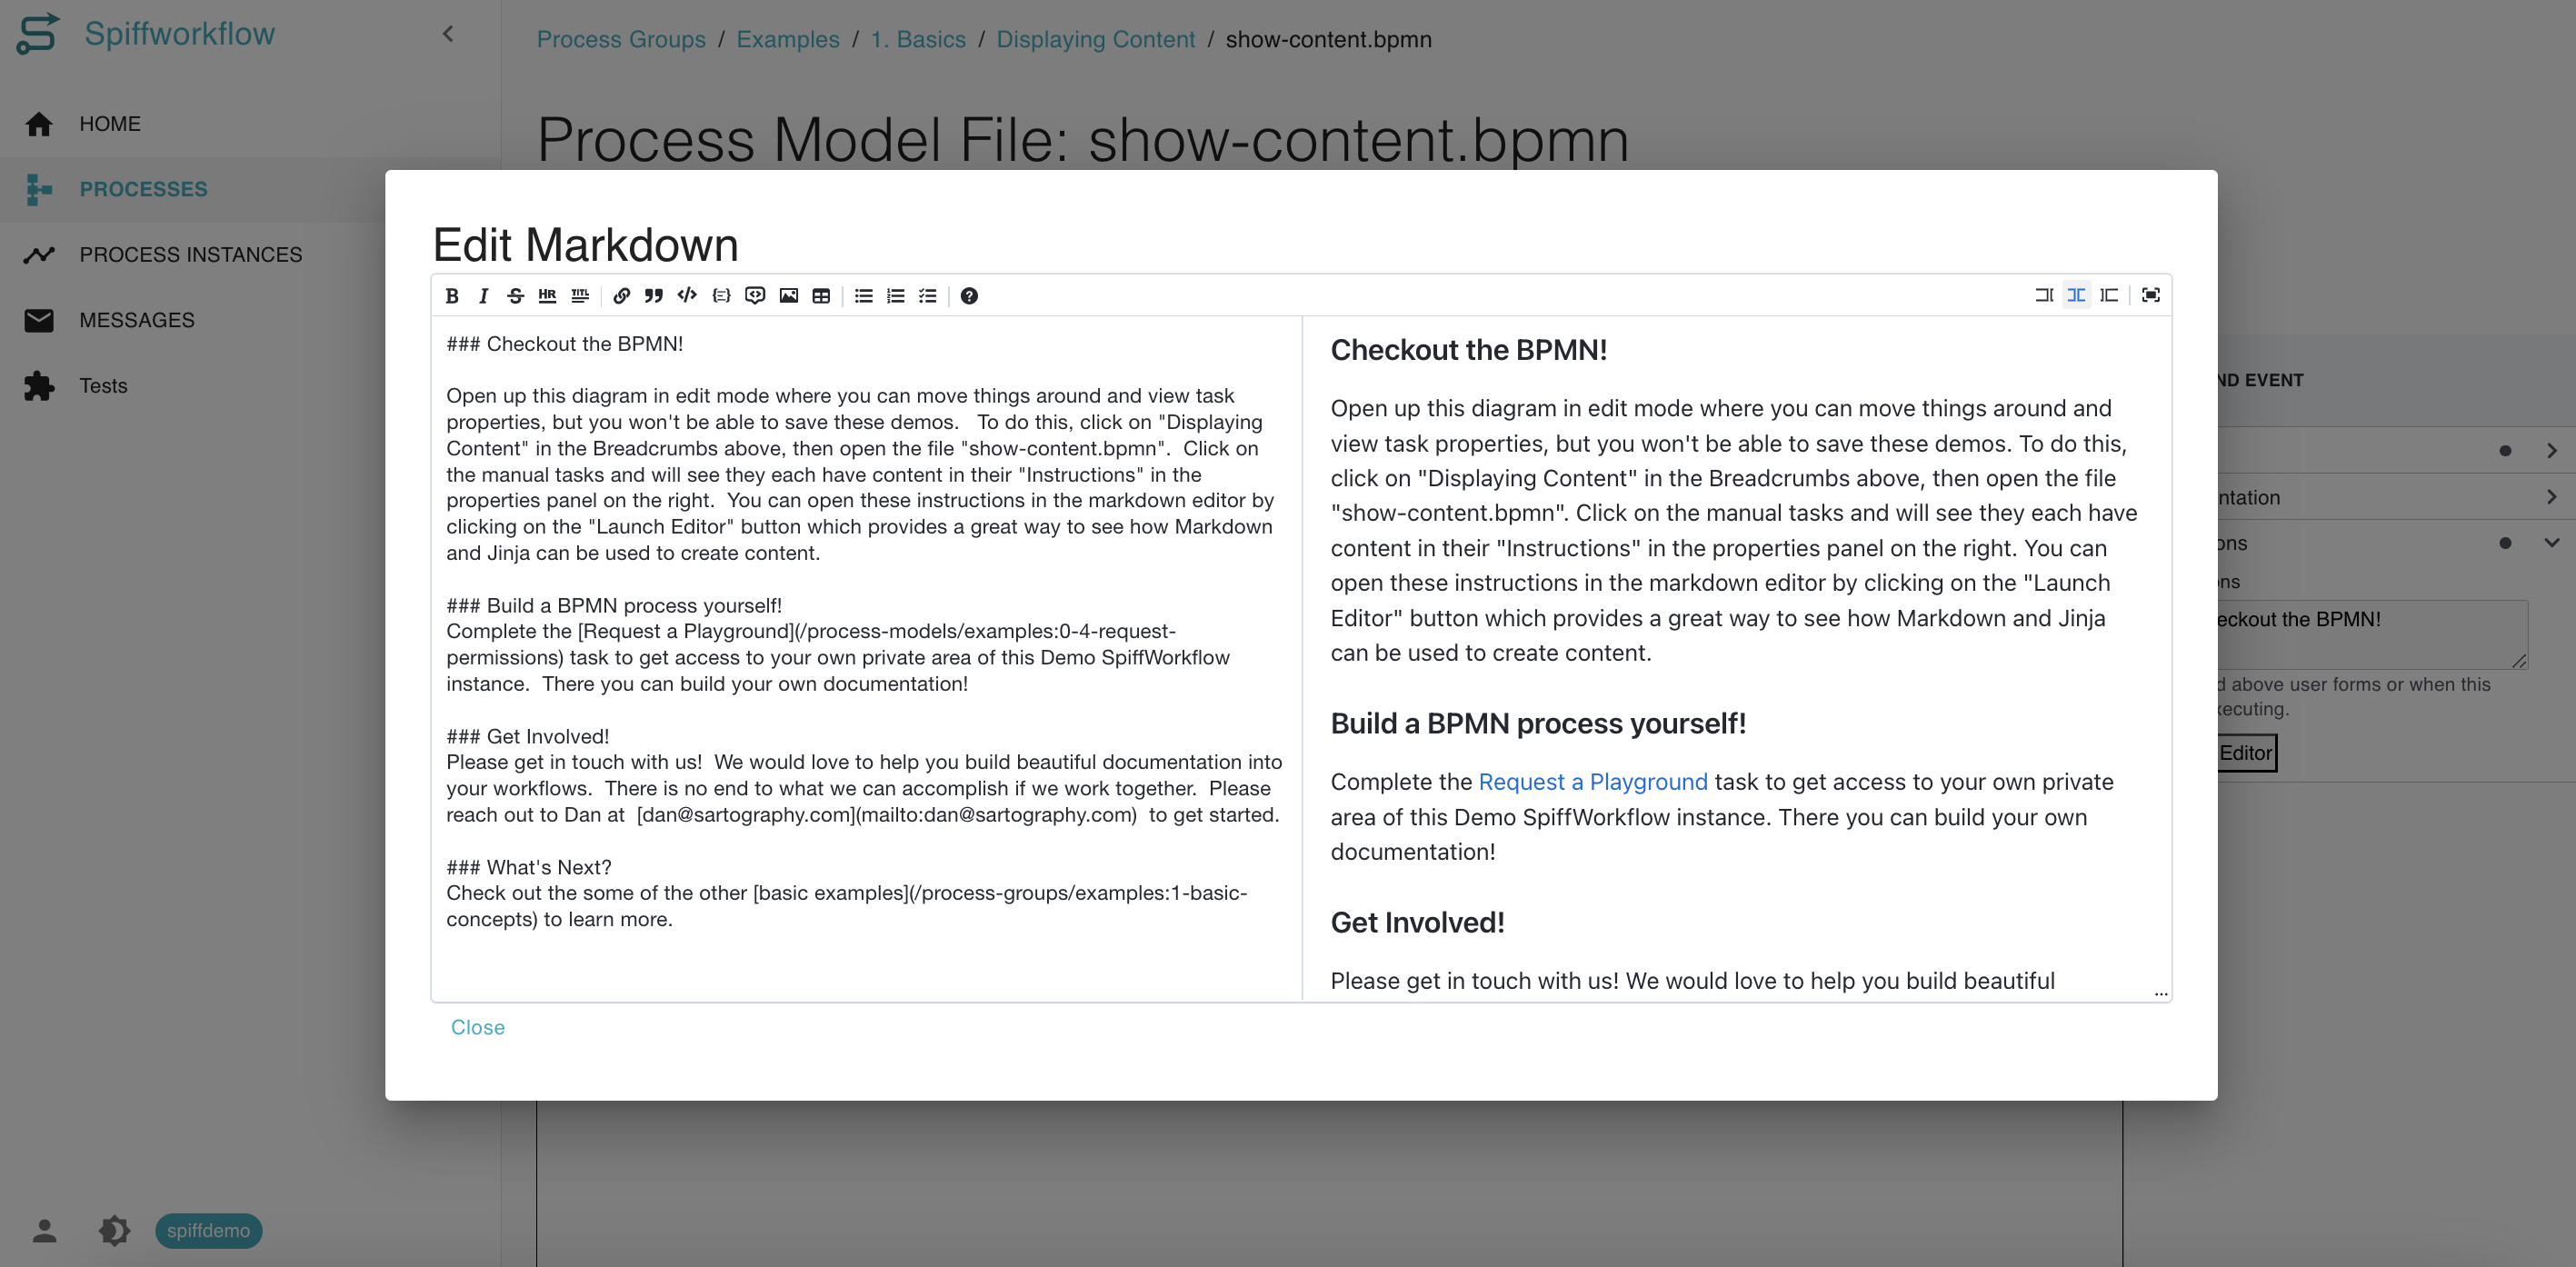 Spiffworkflow
Process Groups / Examples / 1. Basics / Displaying Content / show-content.bpmn
HOME
PROCESSES
PROCESS INSTANCES
MESSAGES
Tests
spiffdemo
Process Model File: show-content.bpmn
Edit Markdown
B I S HR TITL
### Checkout the BPMN!
Open up this diagram in edit mode where you can move things around and view task
properties, but you won't be able to save these demos.   To do this, click on "Displaying
Content" in the Breadcrumbs above, then open the file "show-content.bpmn".  Click on
the manual tasks and will see they each have content in their "Instructions" in the
properties panel on the right.  You can open these instructions in the markdown editor by
clicking on the "Launch Editor" button which provides a great way to see how Markdown
and Jinja can be used to create content.
### Build a BPMN process yourself!
Complete the [Request a Playground](/process-models/examples:0-4-request-
permissions) task to get access to your own private area of this Demo SpiffWorkflow
instance.  There you can build your own documentation!
### Get Involved!
Please get in touch with us!  We would love to help you build beautiful documentation into
your workflows.  There is no end to what we can accomplish if we work together.  Please
reach out to Dan at  [dan@sartography.com](mailto:dan@sartography.com)  to get started.
### What's Next?
Check out the some of the other [basic examples](/process-groups/examples:1-basic-
concepts) to learn more.
Checkout the BPMN!
Open up this diagram in edit mode where you can move things around and
view task properties, but you won't be able to save these demos. To do this,
click on "Displaying Content" in the Breadcrumbs above, then open the file
"show-content.bpmn". Click on the manual tasks and will see they each have
content in their "Instructions" in the properties panel on the right. You can
open these instructions in the markdown editor by clicking on the "Launch
Editor" button which provides a great way to see how Markdown and Jinja
can be used to create content.
Build a BPMN process yourself!
Complete the Request a Playground task to get access to your own private
area of this Demo SpiffWorkflow instance. There you can build your own
documentation!
Get Involved!
Please get in touch with us! We would love to help you build beautiful
Close
ND EVENT
ntation
ons
ns
eckout the BPMN!
d above user forms or when this
xecuting.
Editor